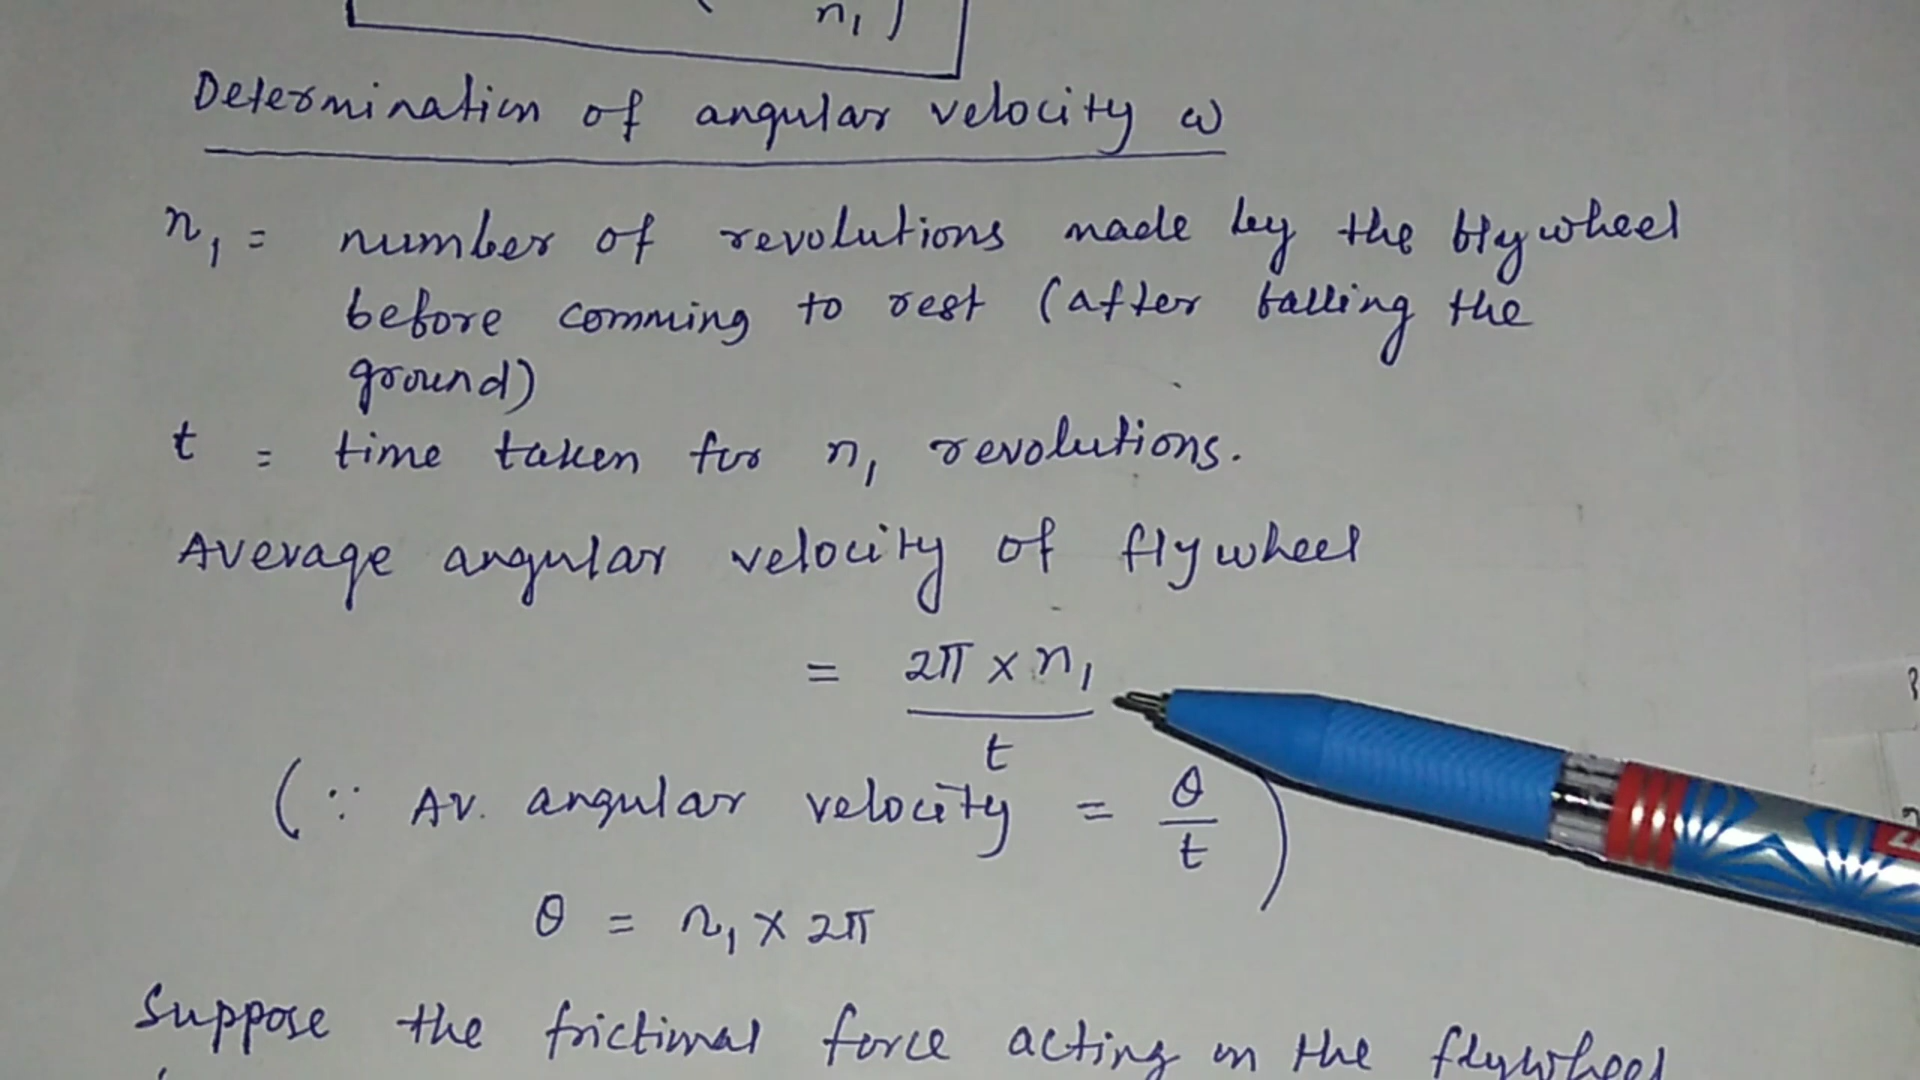 n₁ )
Determination of angular velocity ω
n₁ = number of revolutions made by the flywheel
before comming to rest (after falling the
ground)
t = time taken for n₁ revolutions.
Average angular velocity of flywheel
= 2π × n₁
t
(∵ Av. angular velocity = θ/t)
θ = n₁ × 2π
Suppose the frictional force acting on the flywheel